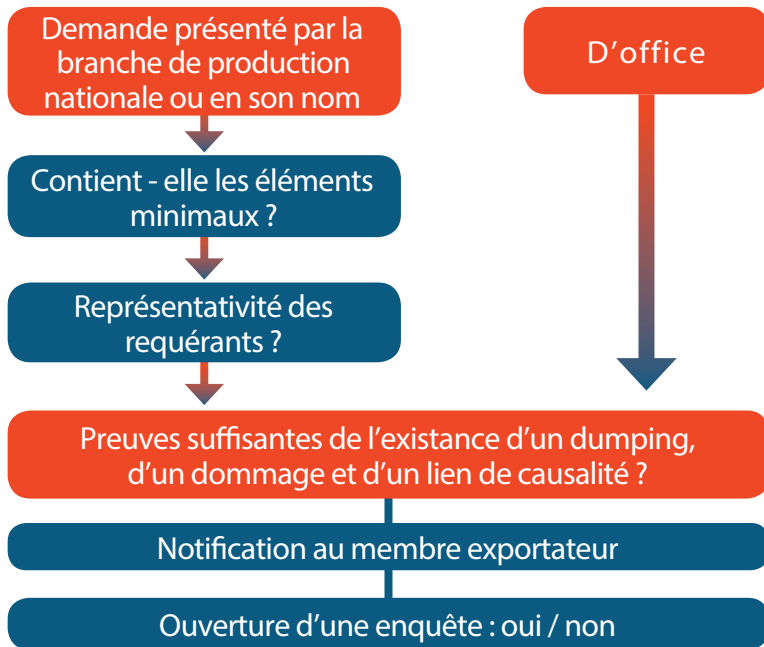 Demande présenté par la
branche de production
nationale ou en son nom
D'office
Contient - elle les éléments
minimaux ?
Représentativité des
requérants ?
Preuves suffisantes de l'existance d'un dumping,
d'un dommage et d'un lien de causalité ?
Notification au membre exportateur
Ouverture d'une enquête : oui / non